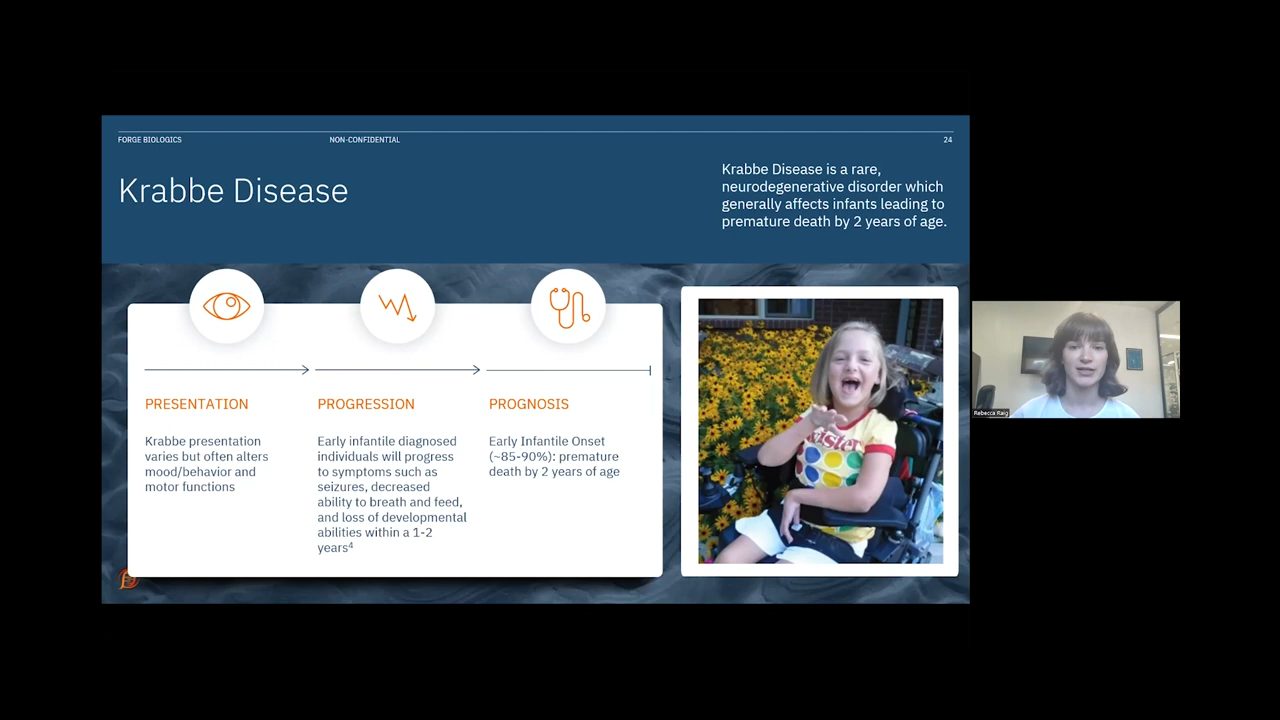 FORGE BIOLOGICS
NON-CONFIDENTIAL
24
Krabbe Disease
Krabbe Disease is a rare,
neurodegenerative disorder which
generally affects infants leading to
premature death by 2 years of age.
PRESENTATION
Krabbe presentation
varies but often alters
mood/behavior and
motor functions
PROGRESSION
Early infantile diagnosed
individuals will progress
to symptoms such as
seizures, decreased
ability to breath and feed,
and loss of developmental
abilities within a 1-2
years⁴
PROGNOSIS
Early Infantile Onset
(~85-90%): premature
death by 2 years of age
Rebecca Raig